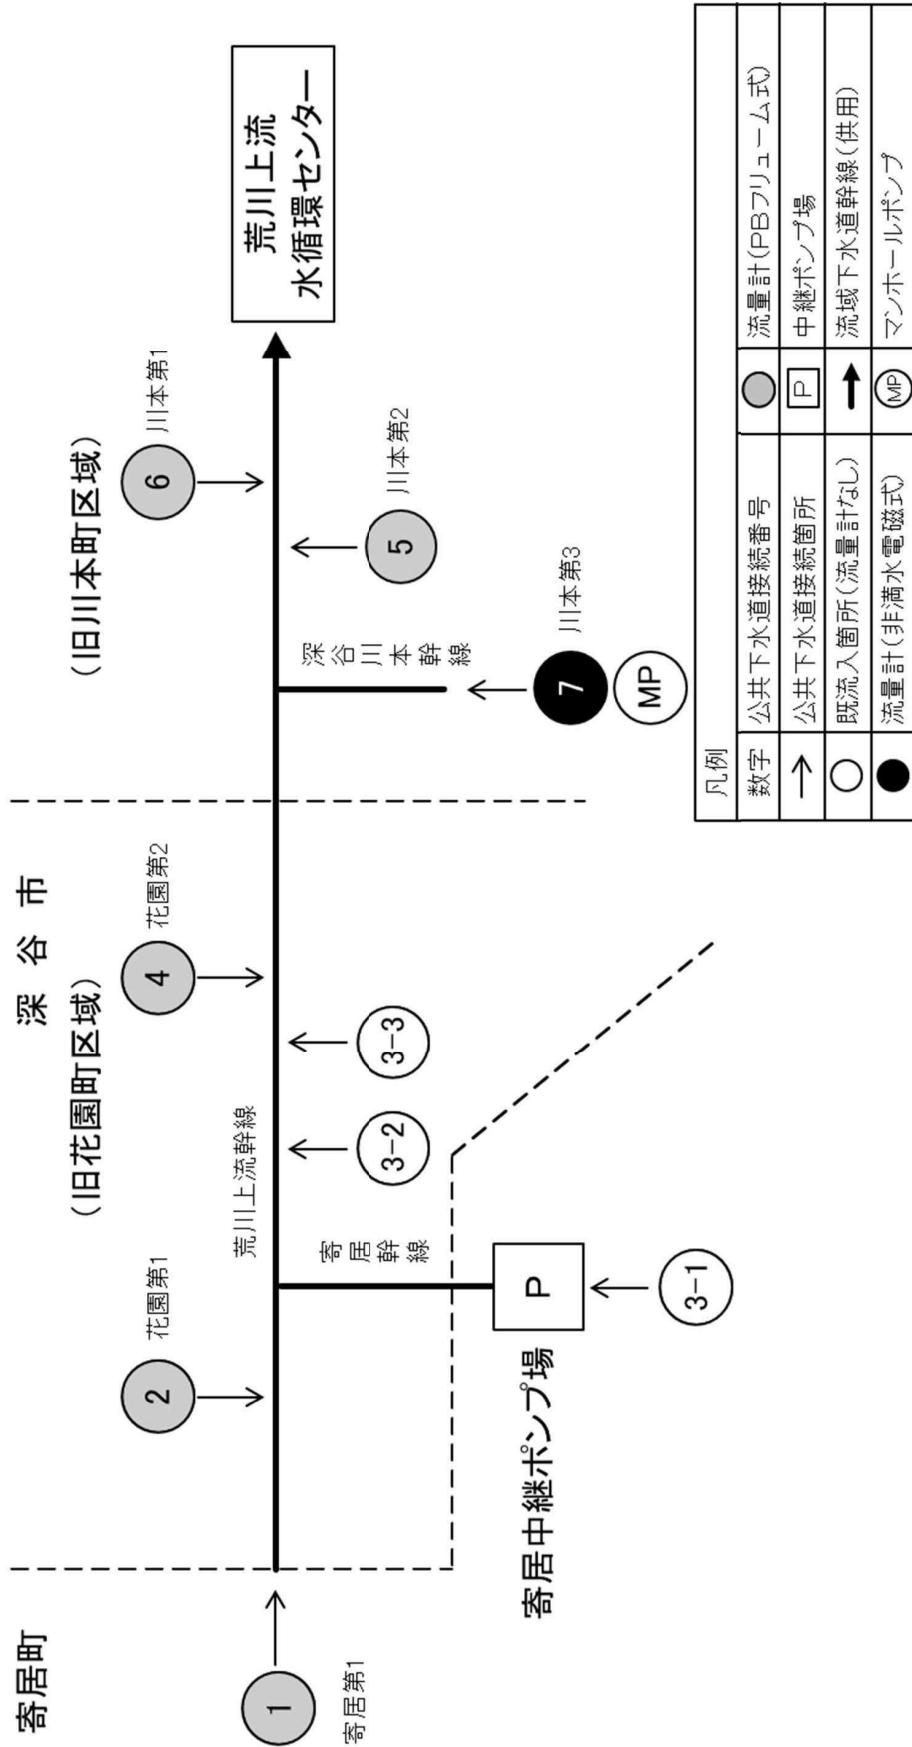 寄居町
深谷市
(旧花園町区域)
(旧川本町区域)
1
寄居第1
2
花園第1
荒川上流幹線
4
花園第2
6
川本第1
荒川上流
水循環センター
寄居
幹線
P
寄居中継ポンプ場
3-1
3-2
3-3
深谷川本幹線
5
川本第2
7
川本第3
MP
凡例
数字 公共下水道接続番号 流量計(PBフリューム式)
→ 公共下水道接続箇所 P 中継ポンプ場
既流入箇所(流量計なし) 流域下水道幹線(供用)
流量計(非満水電磁式) MP マンホールポンプ